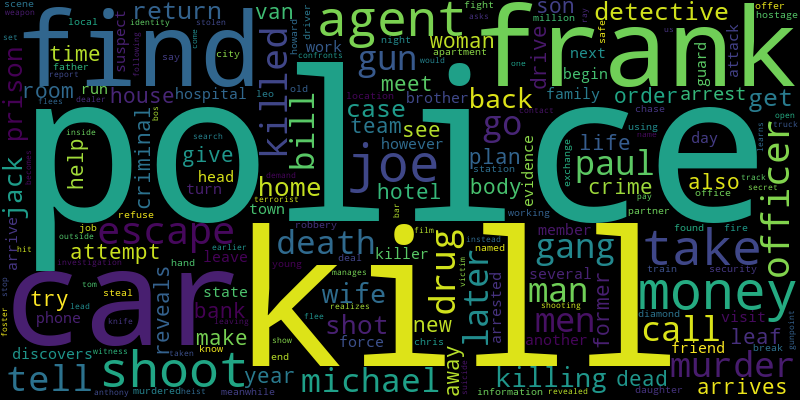 scene
weapon
local
identity
stolen
van
howard
driver
fight
asks
son
million
ray
detective
offer
hostage
find
return
suspect
killed
agent
frank
time
father
say
come
city
following
night
would
woman
apartment
gun
confronts
work
drive
one
next
begin
safe
us
attack
guard
set
room
run
report
flees
dealer
prison
house
hospital
leo
old
bill
meet
brother
location
back
family
order
arrest
get
chase
name
police
help
inside
criminal
bus
search
give
head
turn
case
team
however
see
joe
go
plan
station
evidence
exchange
life
using
day
learns
open
truck
officer
jack
home
demand
terrorist
hotel
body
paul
crime
also
office
track
secret
contact
pay
partner
town
refuse
job
outside
escape
robbery
death
bar
film
killer
working
instead
named
member
gang
found
fire
take
train
security
arrive
attempt
hit
investigation
earlier
leave
hand
deal
young
manages
realizes
wife
drug
victim
later
arrested
several
man
former
money
diamond
car
kill
stop
try
tom
lead
phone
steal
knife
reveals
state
bank
leaving
make
know
shot
force
flee
new
chris
shooting
men
another
call
friend
visit
leaf
break
gunpoint
foster
discovers
witness
taken
shoot
show
end
away
suicide
murder
tell
anthony
murdered
heist
meanwhile
year
michael
information
killing
revealed
dead
daughter
arrives